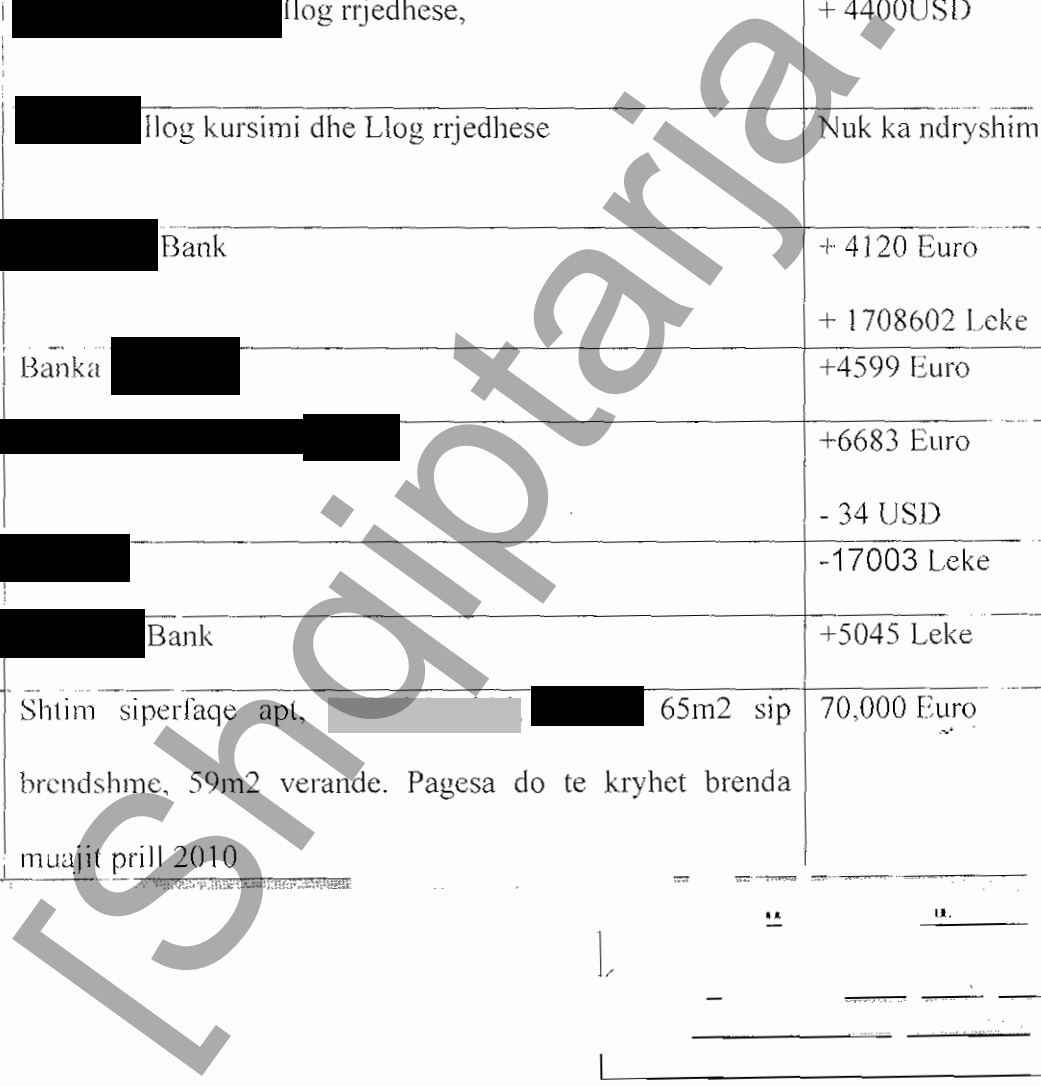 llog rrjedhese,
+ 4400USD
llog kursimi dhe Llog rrjedhese
Nuk ka ndryshim
Bank
+ 4120 Euro
+ 1708602 Leke
Banka
+4599 Euro
+6683 Euro
- 34 USD
-17003 Leke
Bank
+5045 Leke
Shtim siperfaqe apt, 65m2 sip
70,000 Euro
brendshme, 59m2 verande. Pagesa do te kryhet brenda
muajit prill 2010
[Shqiptarja.